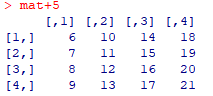 > mat+5
[,1] [,2] [,3] [,4]
[1,] 6 10 14 18
[2,] 7 11 15 19
[3,] 8 12 16 20
[4,] 9 13 17 21